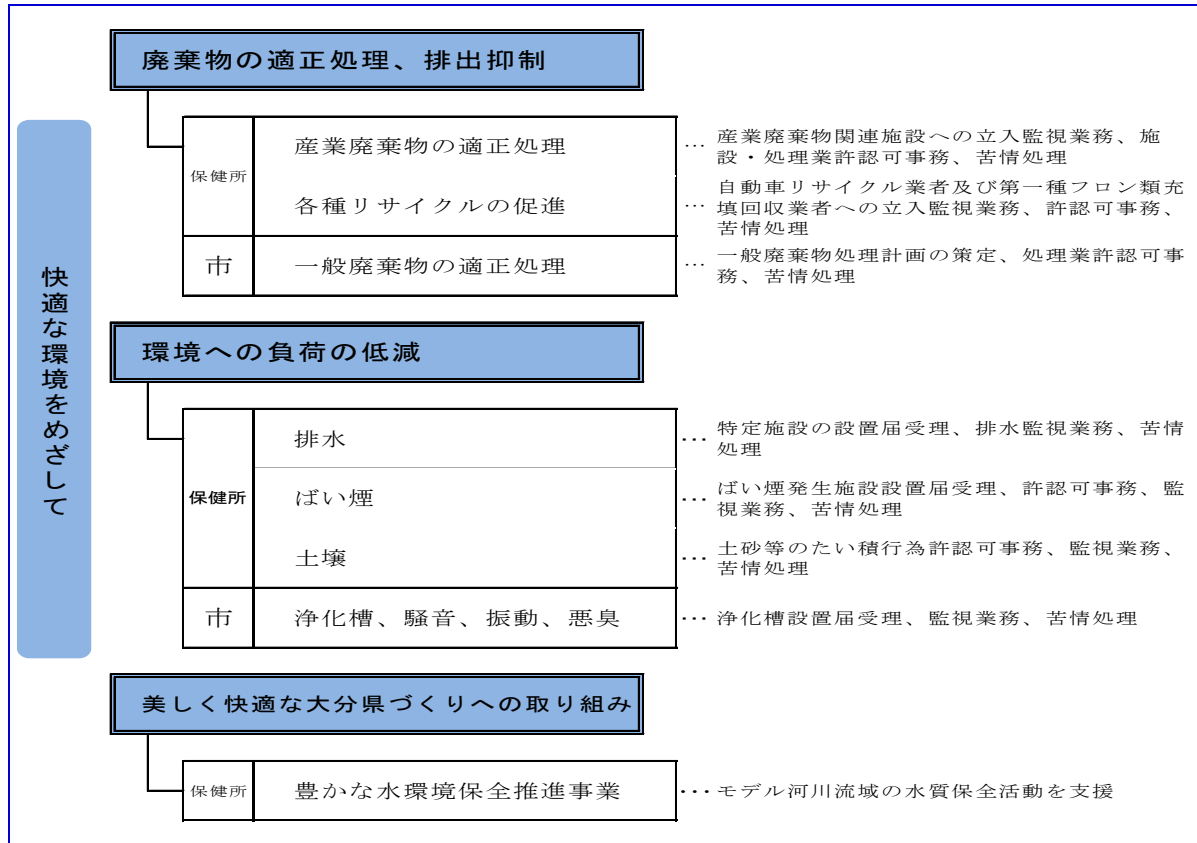 快適な環境をめざして
廃棄物の適正処理、排出抑制
保健所
産業廃棄物の適正処理
… 産業廃棄物関連施設への立入監視業務、施
設・処理業許認可事務、苦情処理
各種リサイクルの促進
… 自動車リサイクル業者及び第一種フロン類充
填回収業者への立入監視業務、許認可事務、
苦情処理
市
一般廃棄物の適正処理
… 一般廃棄物処理計画の策定、処理業許認可事
務、苦情処理
環境への負荷の低減
保健所
排水
… 特定施設の設置届受理、排水監視業務、苦情
処理
ばい煙
… ばい煙発生施設設置届受理、許認可事務、監
視業務、苦情処理
土壌
… 土砂等のたい積行為許認可事務、監視業務、
苦情処理
市
浄化槽、騒音、振動、悪臭
… 浄化槽設置届受理、監視業務、苦情処理
美しく快適な大分県づくりへの取り組み
保健所
豊かな水環境保全推進事業
…モデル河川流域の水質保全活動を支援